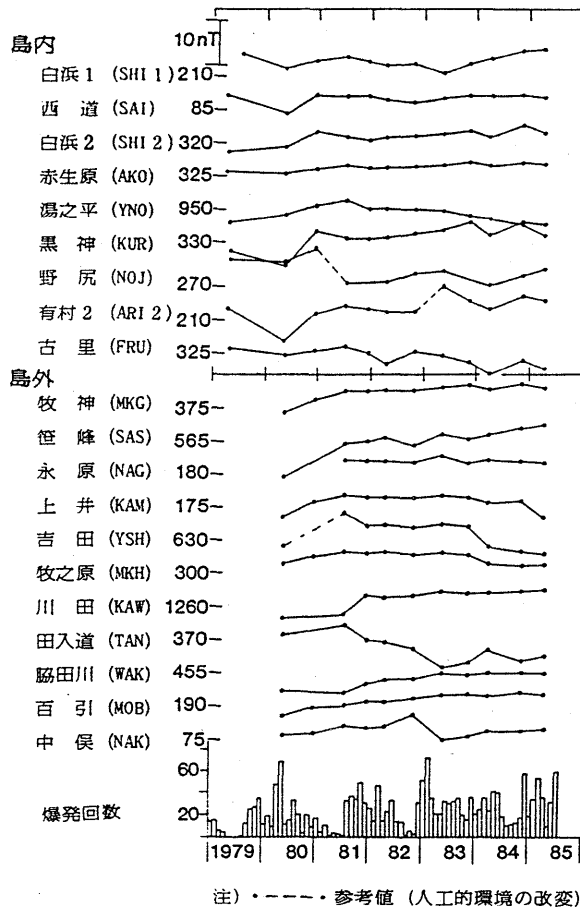 10nT
島内
白浜1 (SHI 1) 210
西道 (SAI) 85
白浜2 (SHI 2) 320
赤生原 (AKO) 325
湯之平 (YNO) 950
黒神 (KUR) 330
野尻 (NOJ) 270
有村2 (ARI 2) 210
古里 (FRU) 325
島外
牧神 (MKG) 375
笹峰 (SAS) 565
永原 (NAG) 180
上井 (KAM) 175
吉田 (YSH) 630
牧之原 (MKH) 300
川田 (KAW) 1260
田入道 (TAN) 370
脇田川 (WAK) 455
百引 (MOB) 190
中俣 (NAK) 75
60
爆発回数 20
1979 80 81 82 83 84 85
注) 参考値 (人工的環境の改変)